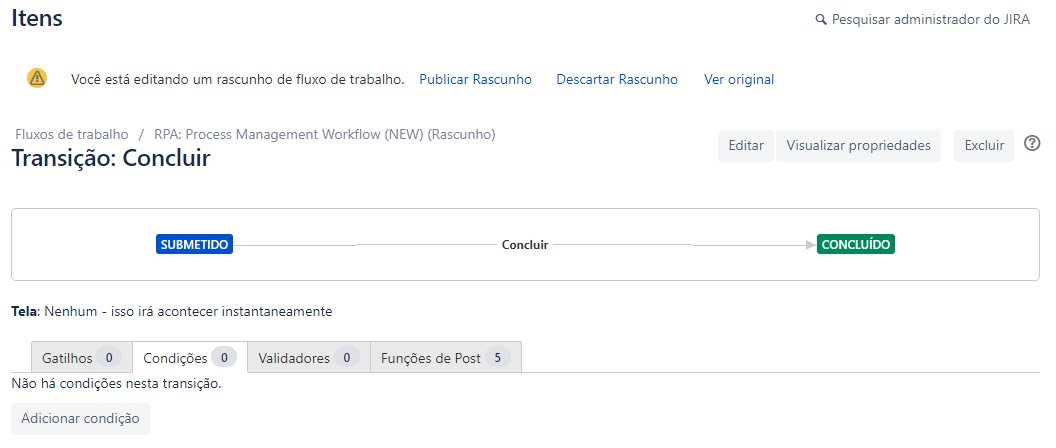 Itens
Pesquisar administrador do JIRA
Você está editando um rascunho de fluxo de trabalho. Publicar Rascunho Descartar Rascunho Ver original
Fluxos de trabalho / RPA: Process Management Workflow (NEW) (Rascunho)
Transição: Concluir
Editar Visualizar propriedades Excluir
SUBMETIDO Concluir CONCLUÍDO
Tela: Nenhum - isso irá acontecer instantaneamente
Gatilhos 0 Condições 0 Validadores 0 Funções de Post 5
Não há condições nesta transição.
Adicionar condição